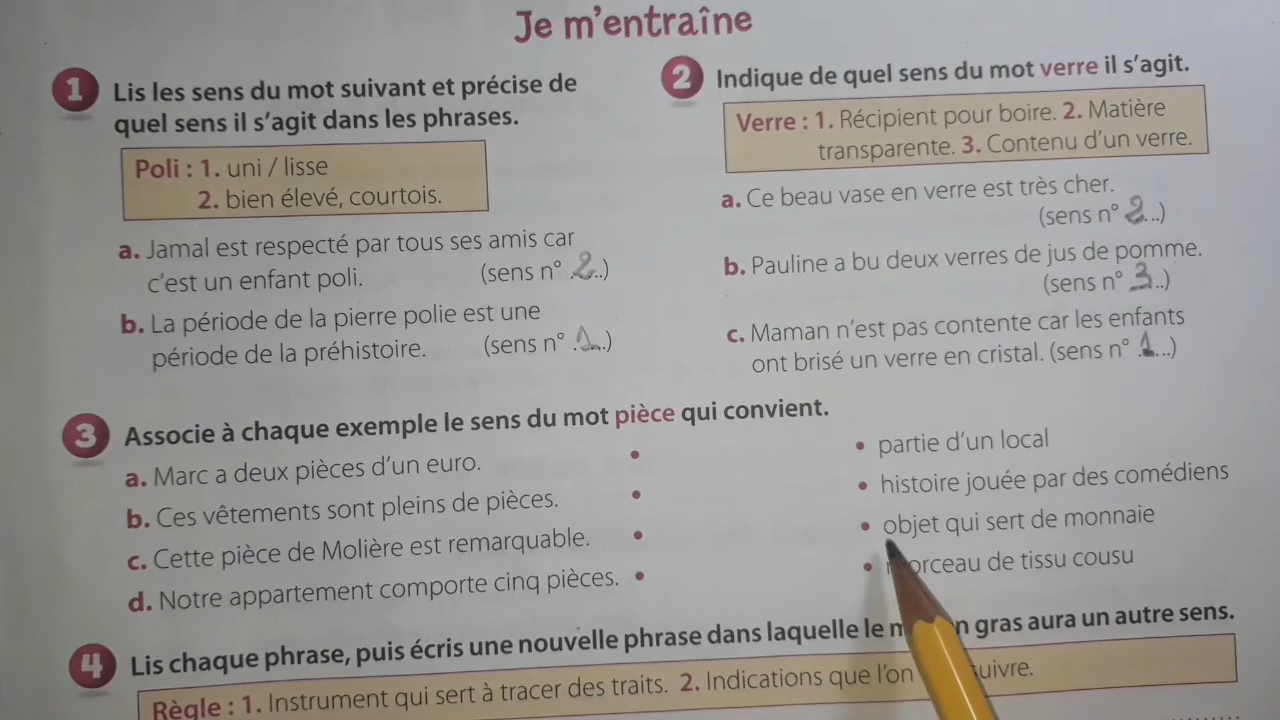 Je m'entraîne
1 Lis les sens du mot suivant et précise de
quel sens il s'agit dans les phrases.
Poli : 1. uni / lisse
2. bien élevé, courtois.
a. Jamal est respecté par tous ses amis car
c'est un enfant poli. (sens n° 2...)
b. La période de la pierre polie est une
période de la préhistoire. (sens n° 1...)
2 Indique de quel sens du mot verre il s'agit.
Verre : 1. Récipient pour boire. 2. Matière
transparente. 3. Contenu d'un verre.
a. Ce beau vase en verre est très cher.
(sens n° 2...)
b. Pauline a bu deux verres de jus de pomme.
(sens n° 3..)
c. Maman n'est pas contente car les enfants
ont brisé un verre en cristal. (sens n° 1...)
3 Associe à chaque exemple le sens du mot pièce qui convient.
a. Marc a deux pièces d'un euro. •
b. Ces vêtements sont pleins de pièces. •
c. Cette pièce de Molière est remarquable. •
d. Notre appartement comporte cinq pièces. •
• partie d'un local
• histoire jouée par des comédiens
• objet qui sert de monnaie
• morceau de tissu cousu
4 Lis chaque phrase, puis écris une nouvelle phrase dans laquelle le gras aura un autre sens.
Règle : 1. Instrument qui sert à tracer des traits. 2. Indications que l'on suivre.